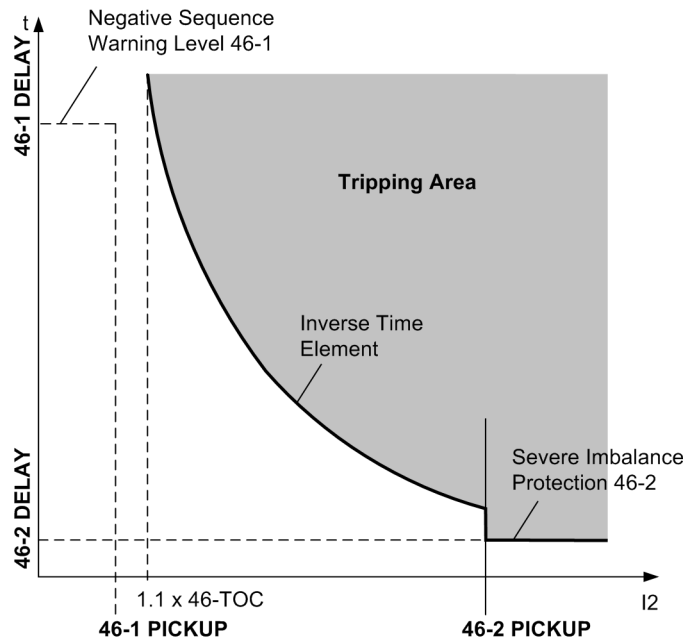 t
Negative Sequence
Warning Level 46-1
46-1 DELAY
Tripping Area
Inverse Time
Element
Severe Imbalance
Protection 46-2
46-2 DELAY
1.1 x 46-TOC
I2
46-1 PICKUP
46-2 PICKUP